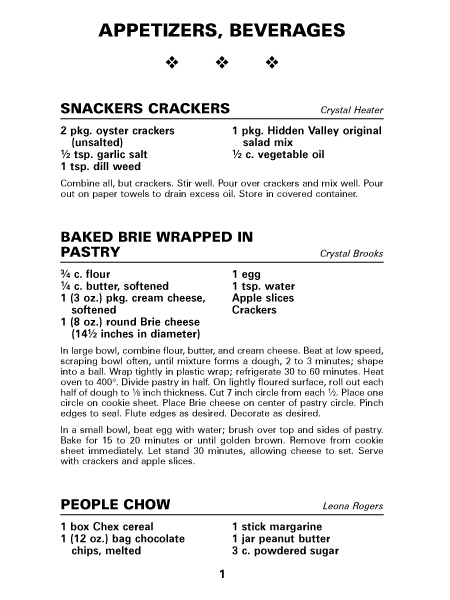 APPETIZERS, BEVERAGES
SNACKERS CRACKERS
Crystal Heater
2 pkg. oyster crackers
(unsalted)
½ tsp. garlic salt
1 tsp. dill weed
1 pkg. Hidden Valley original
salad mix
½ c. vegetable oil
Combine all, but crackers. Stir well. Pour over crackers and mix well. Pour
out on paper towels to drain excess oil. Store in covered container.
BAKED BRIE WRAPPED IN
PASTRY
Crystal Brooks
¾ c. flour
¼ c. butter, softened
1 (3 oz.) pkg. cream cheese,
softened
1 (8 oz.) round Brie cheese
(14½ inches in diameter)
1 egg
1 tsp. water
Apple slices
Crackers
In large bowl, combine flour, butter, and cream cheese. Beat at low speed,
scraping bowl often, until mixture forms a dough, 2 to 3 minutes; shape
into a ball. Wrap tightly in plastic wrap; refrigerate 30 to 60 minutes. Heat
oven to 400°. Divide pastry in half. On lightly floured surface, roll out each
half of dough to ⅛ inch thickness. Cut 7 inch circle from each ½. Place one
circle on cookie sheet. Place Brie cheese on center of pastry circle. Pinch
edges to seal. Flute edges as desired. Decorate as desired.
In a small bowl, beat egg with water; brush over top and sides of pastry.
Bake for 15 to 20 minutes or until golden brown. Remove from cookie
sheet immediately. Let stand 30 minutes, allowing cheese to set. Serve
with crackers and apple slices.
PEOPLE CHOW
Leona Rogers
1 box Chex cereal
1 (12 oz.) bag chocolate
chips, melted
1 stick margarine
1 jar peanut butter
3 c. powdered sugar
1